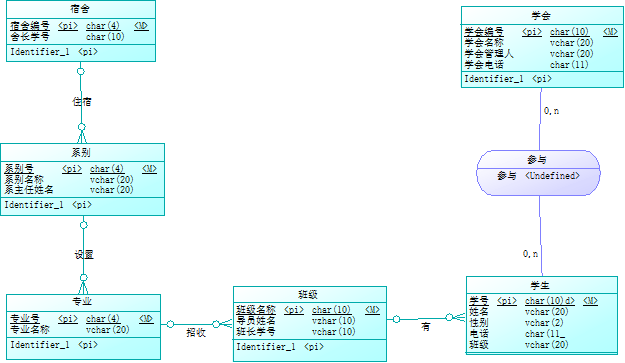 宿舍
宿舍编号 <pi> char(4) <M>
舍长学号 char(10)
Identifier_1 <pi>
住宿
系别
系别号 <pi> char(4) <M>
系别名称 vchar(20)
系主任姓名 vchar(20)
Identifier_1 <pi>
设置
专业
专业号 <pi> char(4) <M>
专业名称 vchar(20)
Identifier_1 <pi>
招收
班级
班级名称 <pi> char(10) <M>
导员姓名 vzhar(10)
班长学号 vchar(10)
Identifier_1 <pi>
有
学会
学会编号 <pi> char(10) <M>
学会名称 vchar(20)
学会管理人 vchar(20)
学会电话 char(11)
Identifier_1 <pi>
0,n
参与
参与 <Undefined>
0,n
学生
学号 <pi> char(10)d> <M>
姓名 vchar(20)
性别 vchar(2)
电话 char(11_
班级 vchar(20)